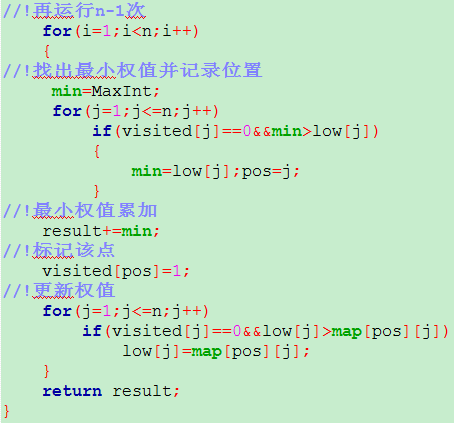 //!再运行n-1次
for(i=1;i<n;i++)
{
//!找出最小权值并记录位置
min=MaxInt;
for(j=1;j<=n;j++)
if(visited[j]==0&&min>low[j])
{
min=low[j];pos=j;
}
//!最小权值累加
result+=min;
//!标记该点
visited[pos]=1;
//!更新权值
for(j=1;j<=n;j++)
if(visited[j]==0&&low[j]>map[pos][j])
low[j]=map[pos][j];
}
return result;
}